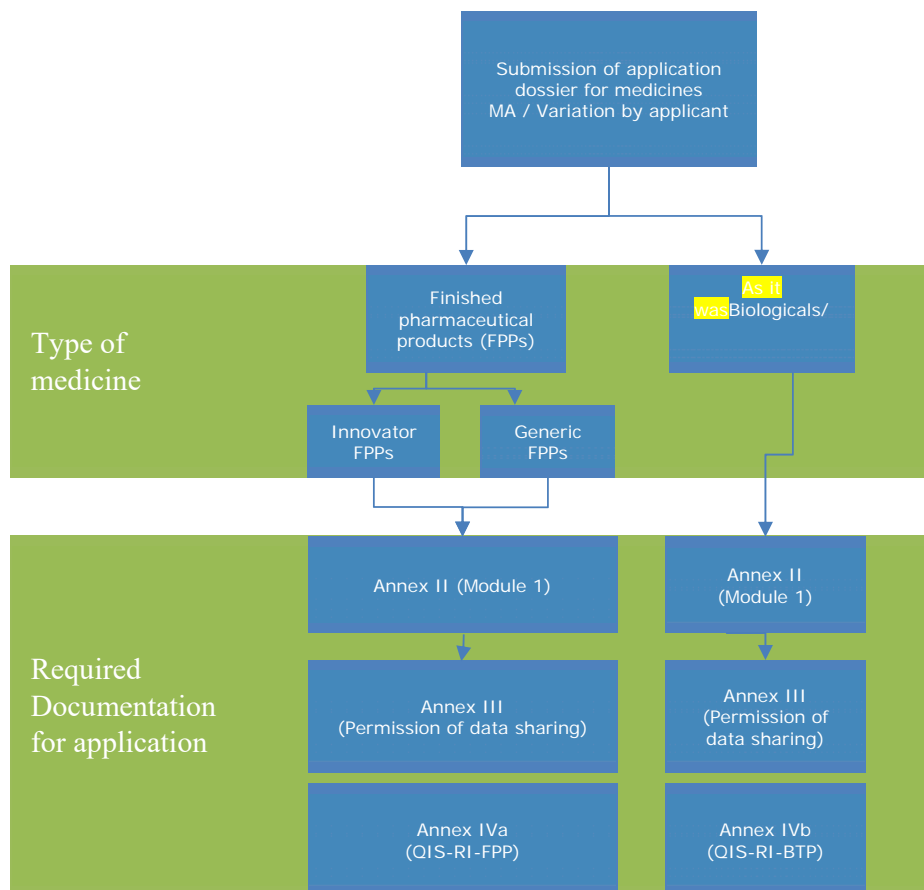 Submission of application
dossier for medicines
MA / Variation by applicant
Type of
medicine
Finished
pharmaceutical
products (FPPs)
As it
wasBiologicals/
Innovator
FPPs
Generic
FPPs
Required
Documentation
for application
Annex II (Module 1)
Annex II
(Module 1)
Annex III
(Permission of data sharing)
Annex III
(Permission of
data sharing)
Annex IVa
(QIS-RI-FPP)
Annex IVb
(QIS-RI-BTP)